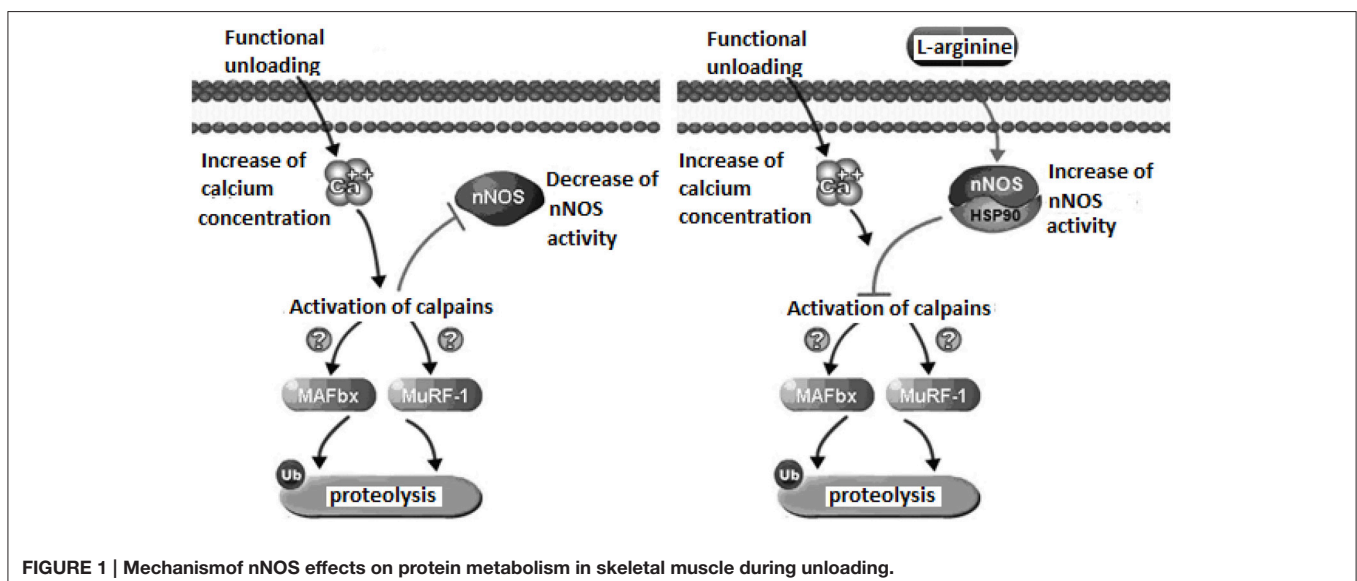 Functional
unloading
Increase of
calcium
concentration
Ca++
nNOS
Decrease of
nNOS
activity
Activation of calpains
?
?
MAFbx
MuRF-1
Ub
proteolysis
Functional
unloading
L-arginine
Increase of
calcium
concentration
Ca++
nNOS
HSP90
Increase of
nNOS
activity
Activation of calpains
?
?
MAFbx
MuRF-1
Ub
proteolysis
FIGURE 1 | Mechanismof nNOS effects on protein metabolism in skeletal muscle during unloading.